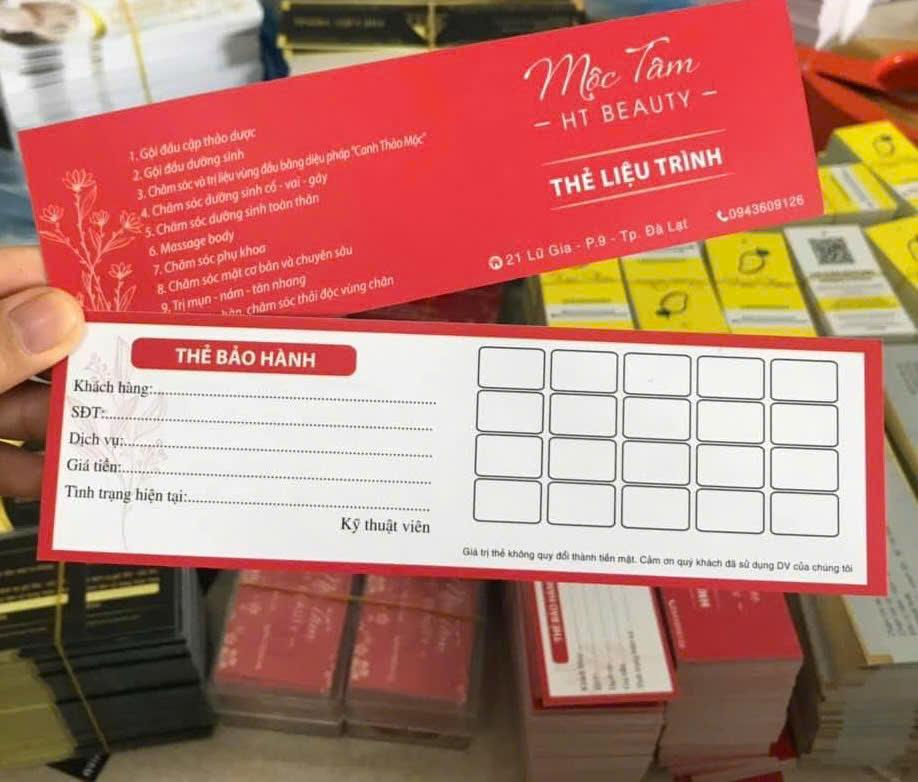 Mộc Tâm
- HT BEAUTY -
THẺ LIỆU TRÌNH
21 Lữ Gia - P.9 - Tp. Đà Lạt
0943609126
1. Gội đầu cặp thảo dược
2. Gội đầu dưỡng sinh
3. Chăm sóc và trị liệu vùng đầu bằng diệu pháp "Canh Thảo Mộc"
4. Chăm sóc dưỡng sinh cổ - vai - gáy
5. Chăm sóc dưỡng sinh toàn thân
6. Massage body
7. Chăm sóc phụ khoa
8. Chăm sóc mặt cơ bản và chuyên sâu
9. Trị mụn - nám - tàn nhang
chăm sóc thải độc vùng chân
THẺ BẢO HÀNH
Khách hàng:
SĐT:
Dịch vụ:
Giá tiền:
Tình trạng hiện tại:
Kỹ thuật viên
Giá trị thẻ không quy đổi thành tiền mặt. Cảm ơn quý khách đã sử dụng DV của chúng tôi
THẺ BẢO HÀN